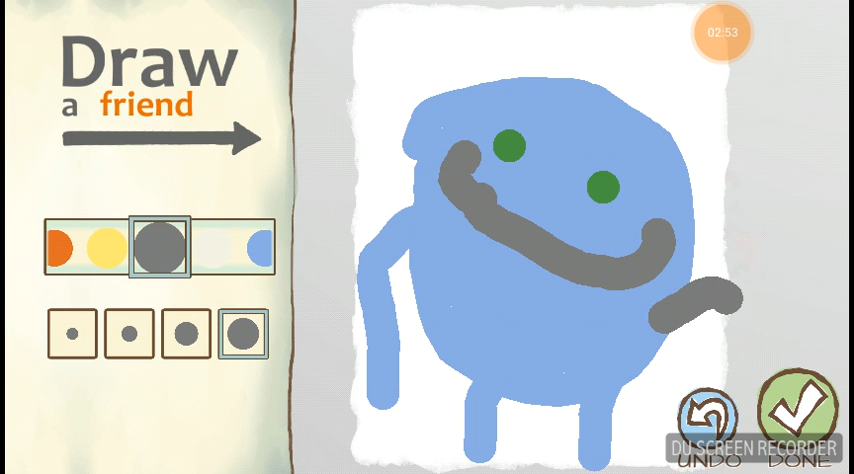 Draw
a friend
02:53
DU SCREEN RECORDER
UNDO DONE